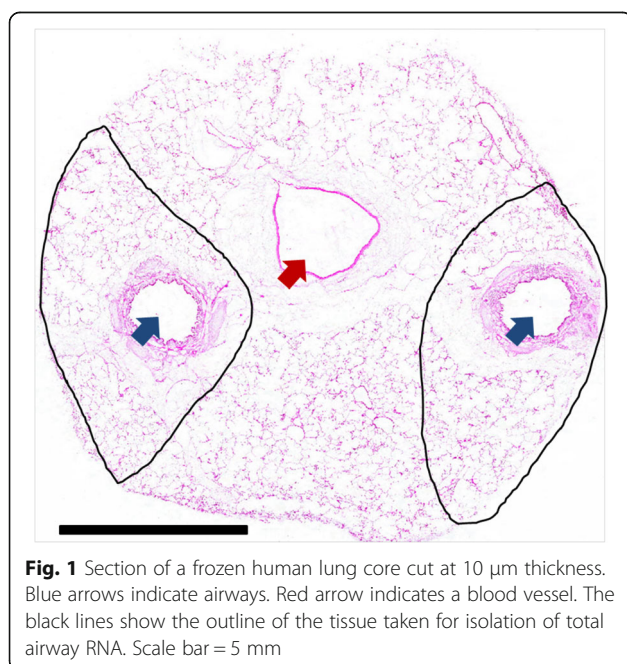 Fig. 1 Section of a frozen human lung core cut at 10 μm thickness.
Blue arrows indicate airways. Red arrow indicates a blood vessel. The
black lines show the outline of the tissue taken for isolation of total
airway RNA. Scale bar = 5 mm